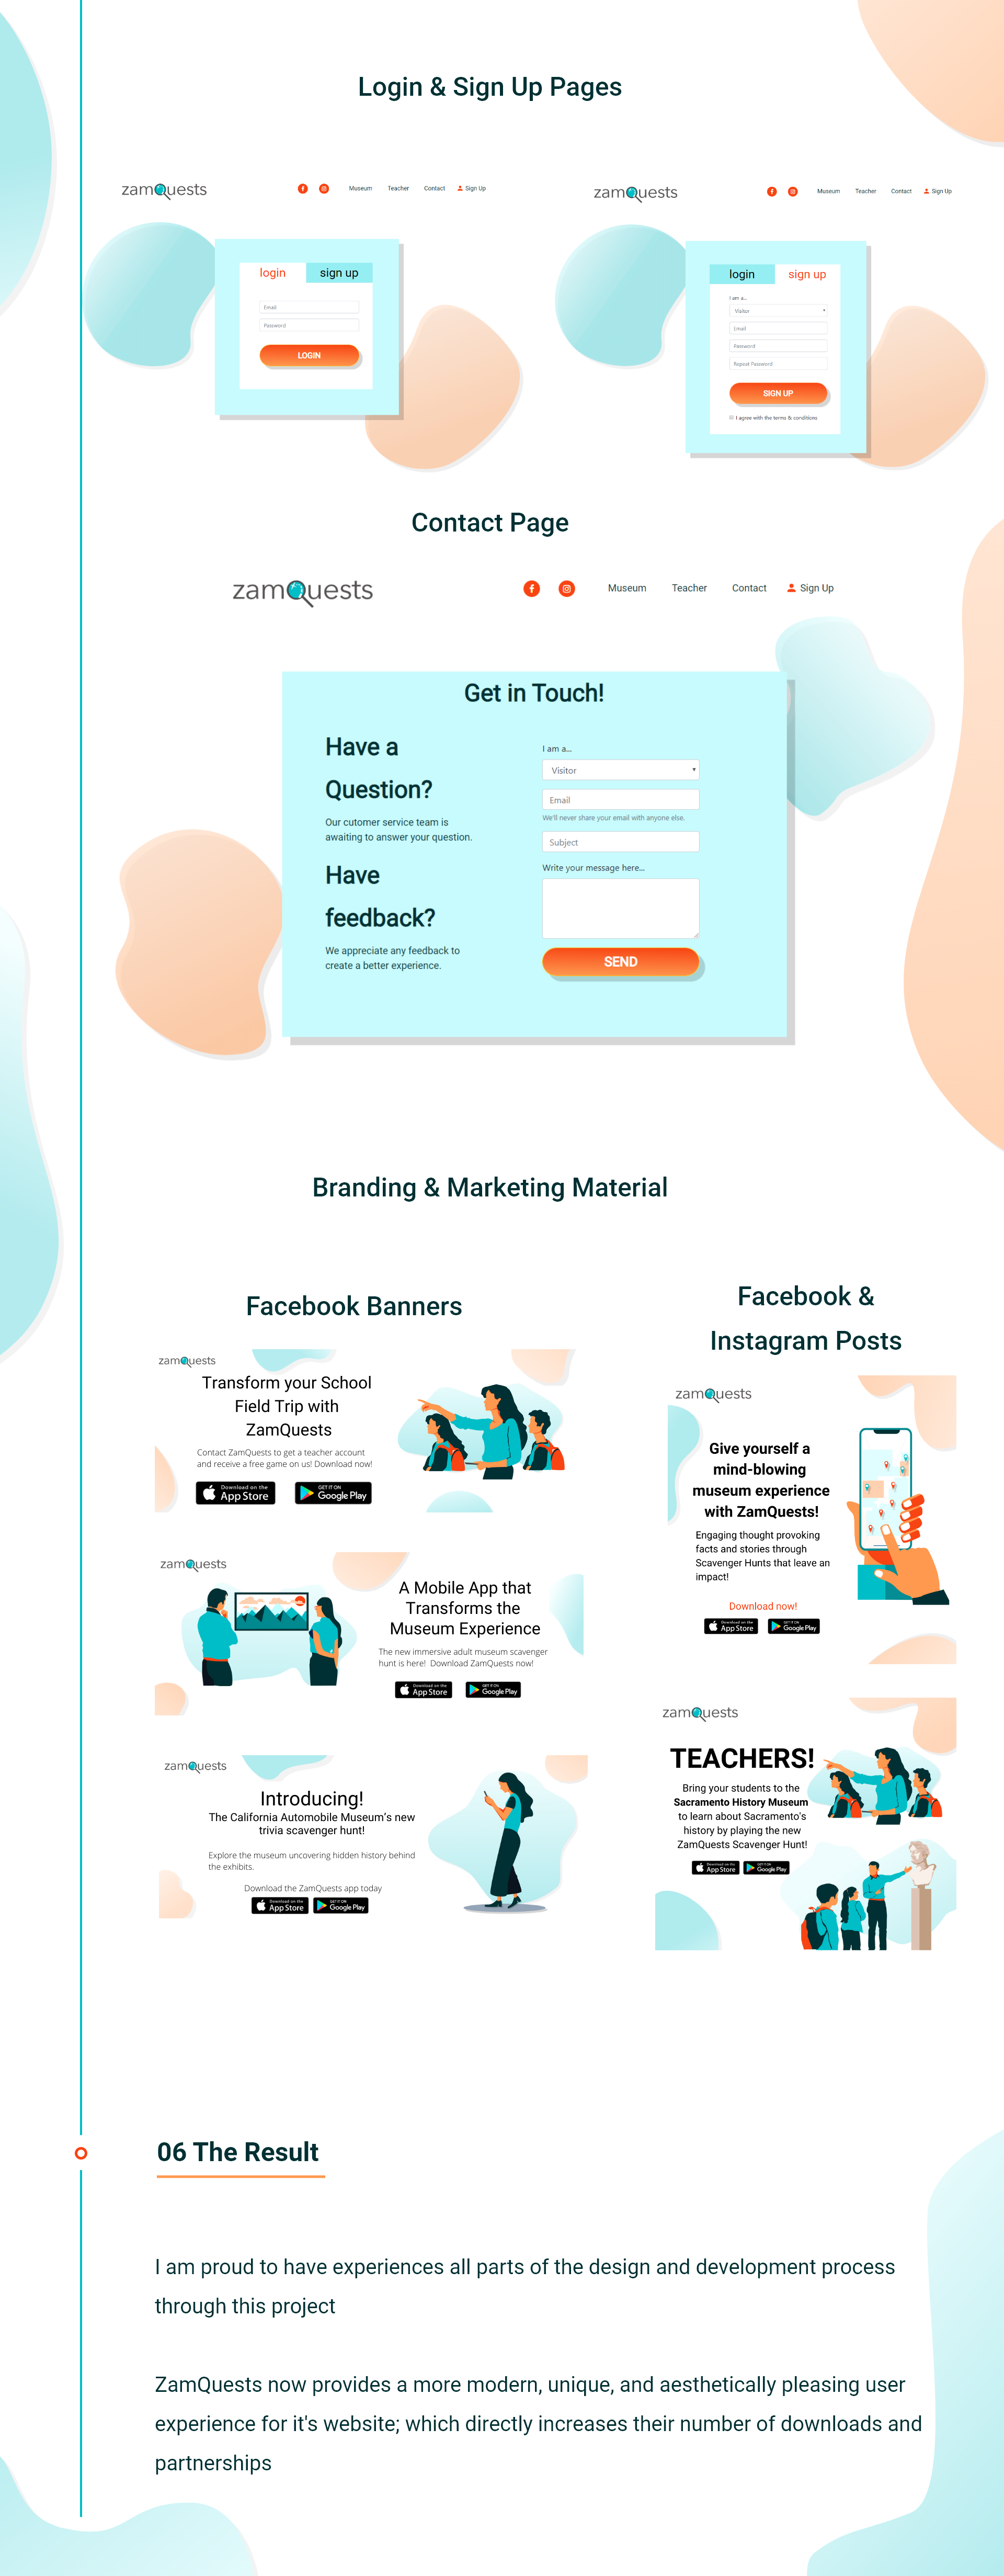 Login & Sign Up Pages
zamQuests
Museum Teacher Contact Sign Up
login sign up
Email
Password
LOGIN
zamQuests
Museum Teacher Contact Sign Up
login sign up
I am a...
Visitor
Email
Password
Repeat Password
SIGN UP
I agree with the terms & conditions
Contact Page
zamQuests
Museum Teacher Contact Sign Up
Get in Touch!
Have a
Question?
Our cutomer service team is
awaiting to answer your question.
Have
feedback?
We appreciate any feedback to
create a better experience.
I am a...
Visitor
Email
We'll never share your email with anyone else.
Subject
Write your message here...
SEND
Branding & Marketing Material
Facebook Banners
zamQuests
Transform your School
Field Trip with
ZamQuests
Contact ZamQuests to get a teacher account
and receive a free game on us! Download now!
Download on the
App Store
GET IT ON
Google Play
zamQuests
A Mobile App that
Transforms the
Museum Experience
The new immersive adult museum scavenger
hunt is here! Download ZamQuests now!
Download on the
App Store
GET IT ON
Google Play
zamQuests
Introducing!
The California Automobile Museum's new
trivia scavenger hunt!
Explore the museum uncovering hidden history behind
the exhibits.
Download the ZamQuests app today
Download on the
App Store
GET IT ON
Google Play
Facebook &
Instagram Posts
zamQuests
Give yourself a
mind-blowing
museum experience
with ZamQuests!
Engaging thought provoking
facts and stories through
Scavenger Hunts that leave an
impact!
Download now!
Download on the
App Store
GET IT ON
Google Play
zamQuests
TEACHERS!
Bring your students to the
Sacramento History Museum
to learn about Sacramento's
history by playing the new
ZamQuests Scavenger Hunt!
Download on the
App Store
GET IT ON
Google Play
06 The Result
I am proud to have experiences all parts of the design and development process
through this project
ZamQuests now provides a more modern, unique, and aesthetically pleasing user
experience for it's website; which directly increases their number of downloads and
partnerships